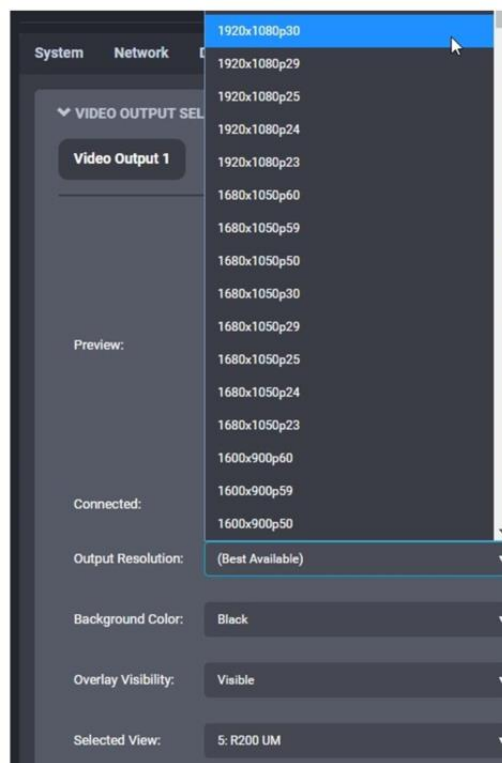 1920x1080p30
System Network
1920x1080p29
1920x1080p25
VIDEO OUTPUT SEL
1920x1080p24
Video Output 1
1920x1080p23
1680x1050p60
1680x1050p59
1680x1050p50
1680x1050p30
1680x1050p29
Preview:
1680x1050p25
1680x1050p24
1680x1050p23
1600x900p60
1600x900p59
Connected:
1600x900p50
Output Resolution: (Best Available)
Background Color: Black
Overlay Visibility: Visible
Selected View: 5: R200 UM